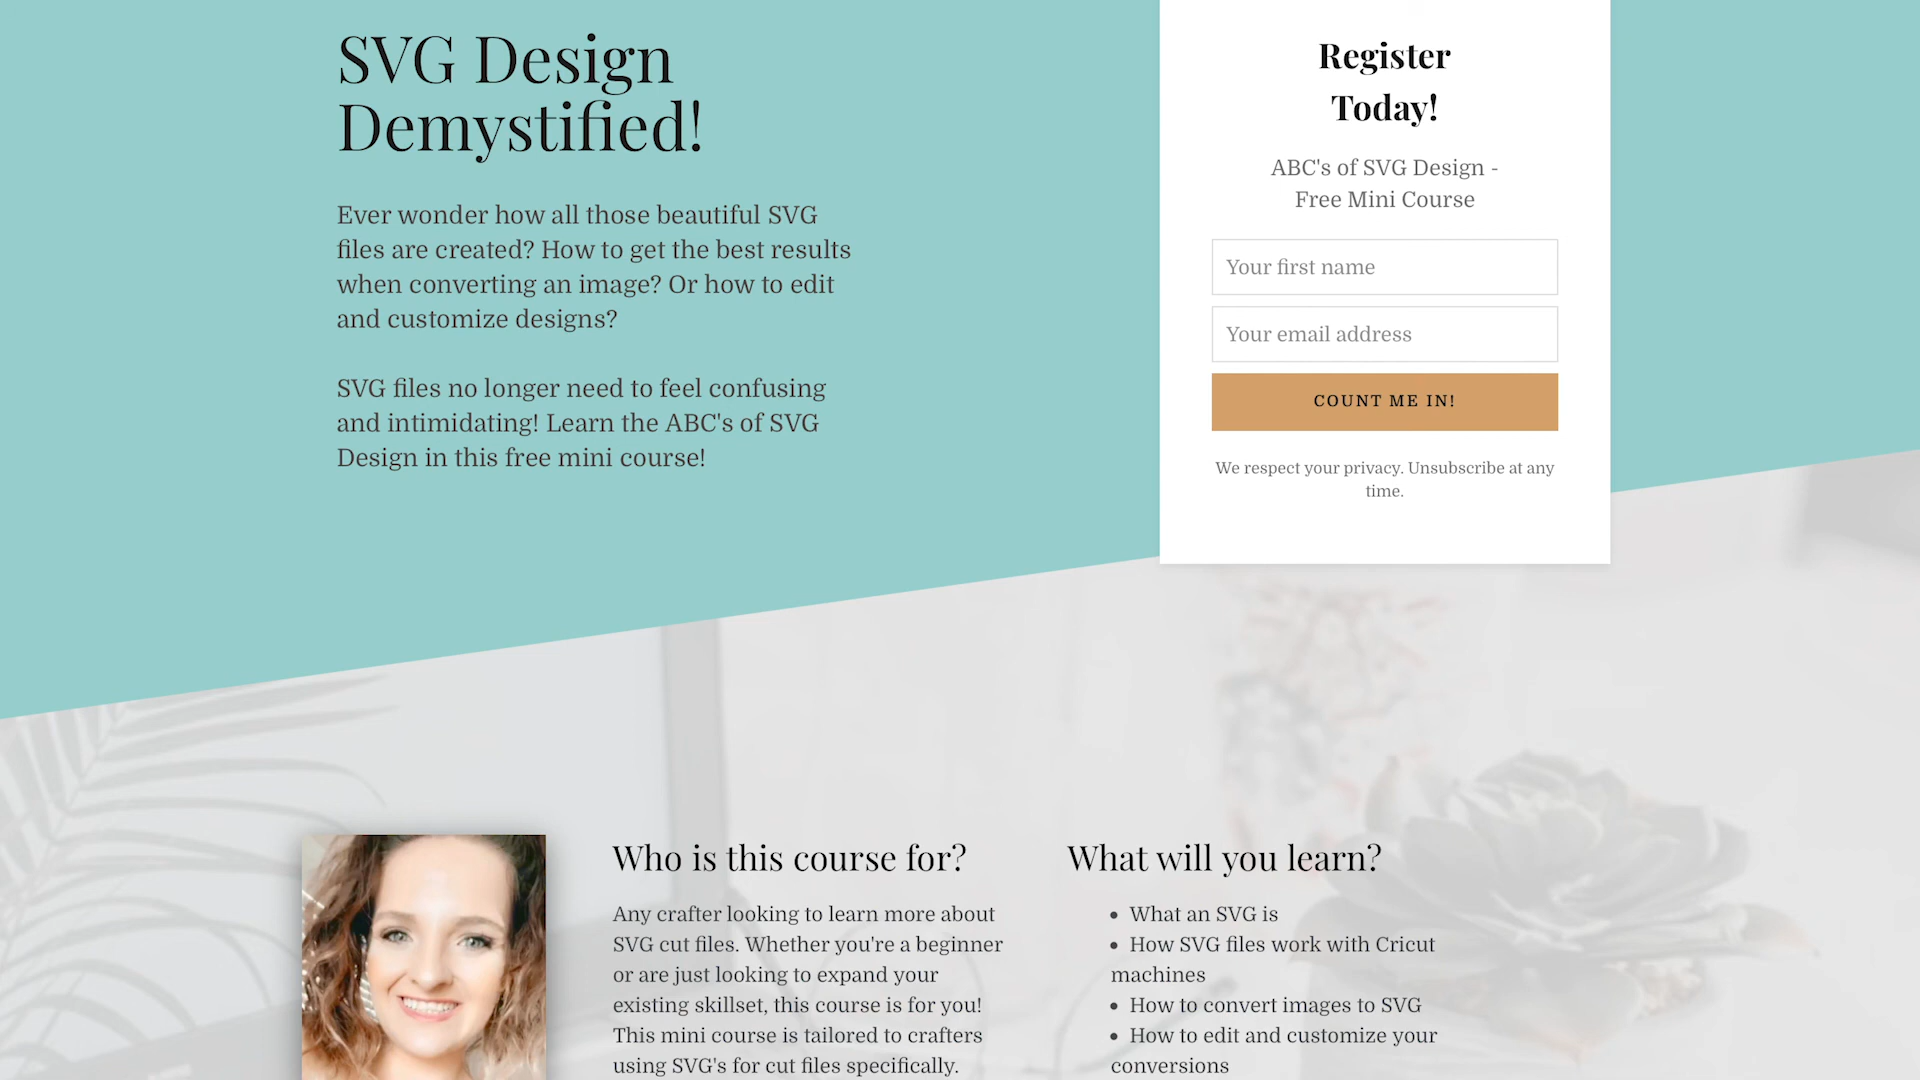 SVG Design
Demystified!
Ever wonder how all those beautiful SVG
files are created? How to get the best results
when converting an image? Or how to edit
and customize designs?
SVG files no longer need to feel confusing
and intimidating! Learn the ABC's of SVG
Design in this free mini course!
Register
Today!
ABC's of SVG Design -
Free Mini Course
Your first name
Your email address
COUNT ME IN!
We respect your privacy. Unsubscribe at any
time.
Who is this course for?
Any crafter looking to learn more about
SVG cut files. Whether you're a beginner
or are just looking to expand your
existing skillset, this course is for you!
This mini course is tailored to crafters
using SVG's for cut files specifically.
What will you learn?
• What an SVG is
• How SVG files work with Cricut
machines
• How to convert images to SVG
• How to edit and customize your
conversions